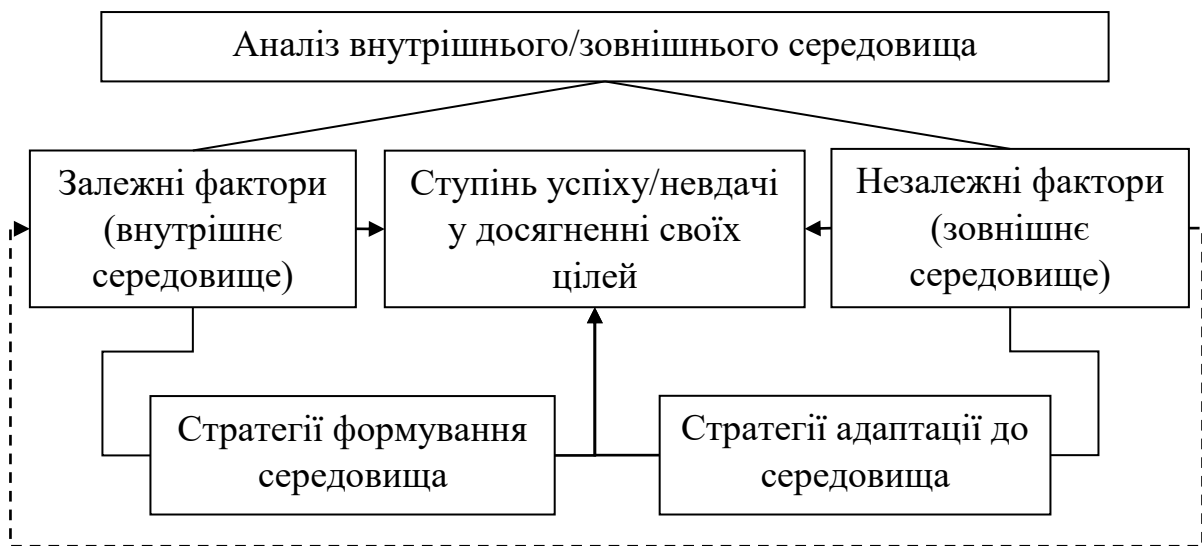 Аналіз внутрішнього/зовнішнього середовища
Залежні фактори
(внутрішнє
середовище)
Ступінь успіху/невдачі
у досягненні своїх
цілей
Незалежні фактори
(зовнішнє
середовище)
Стратегії формування
середовища
Стратегії адаптації до
середовища